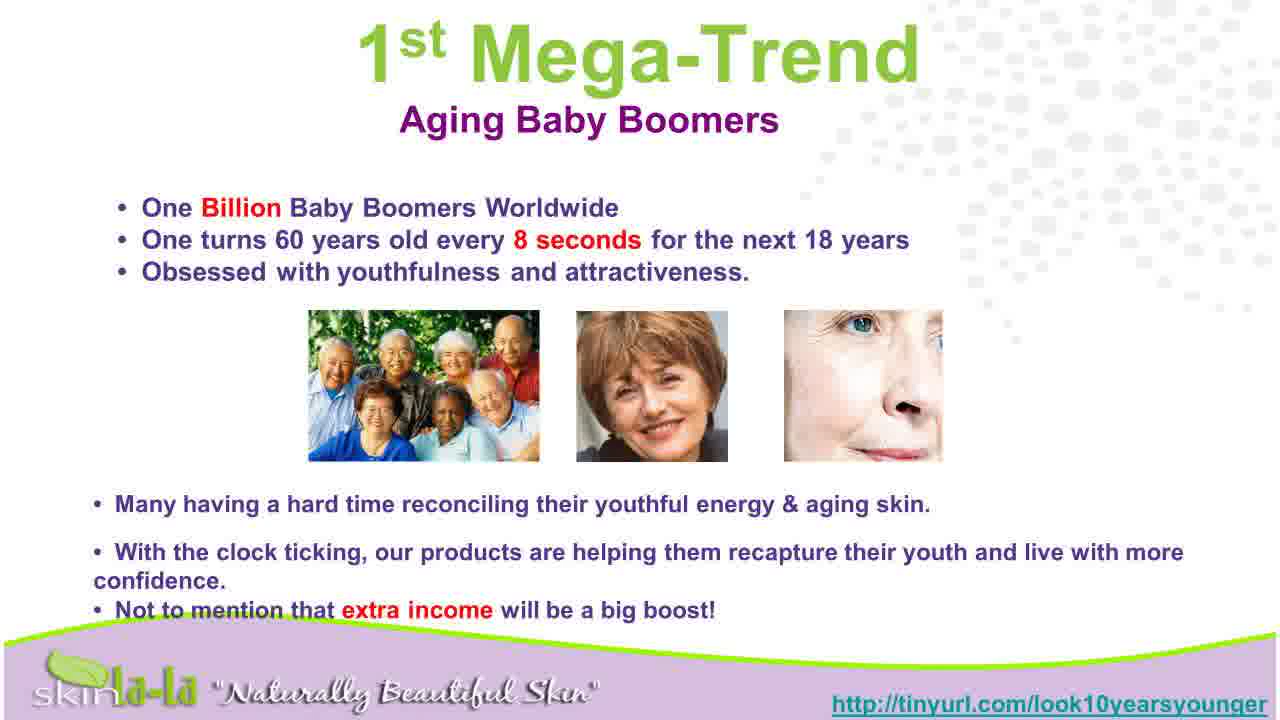 1st Mega-Trend
Aging Baby Boomers
• One Billion Baby Boomers Worldwide
• One turns 60 years old every 8 seconds for the next 18 years
• Obsessed with youthfulness and attractiveness.
• Many having a hard time reconciling their youthful energy & aging skin.
• With the clock ticking, our products are helping them recapture their youth and live with more
confidence.
• Not to mention that extra income will be a big boost!
skin la-la "Naturally Beautiful Skin"
http://tinyurl.com/look10yearsyounger